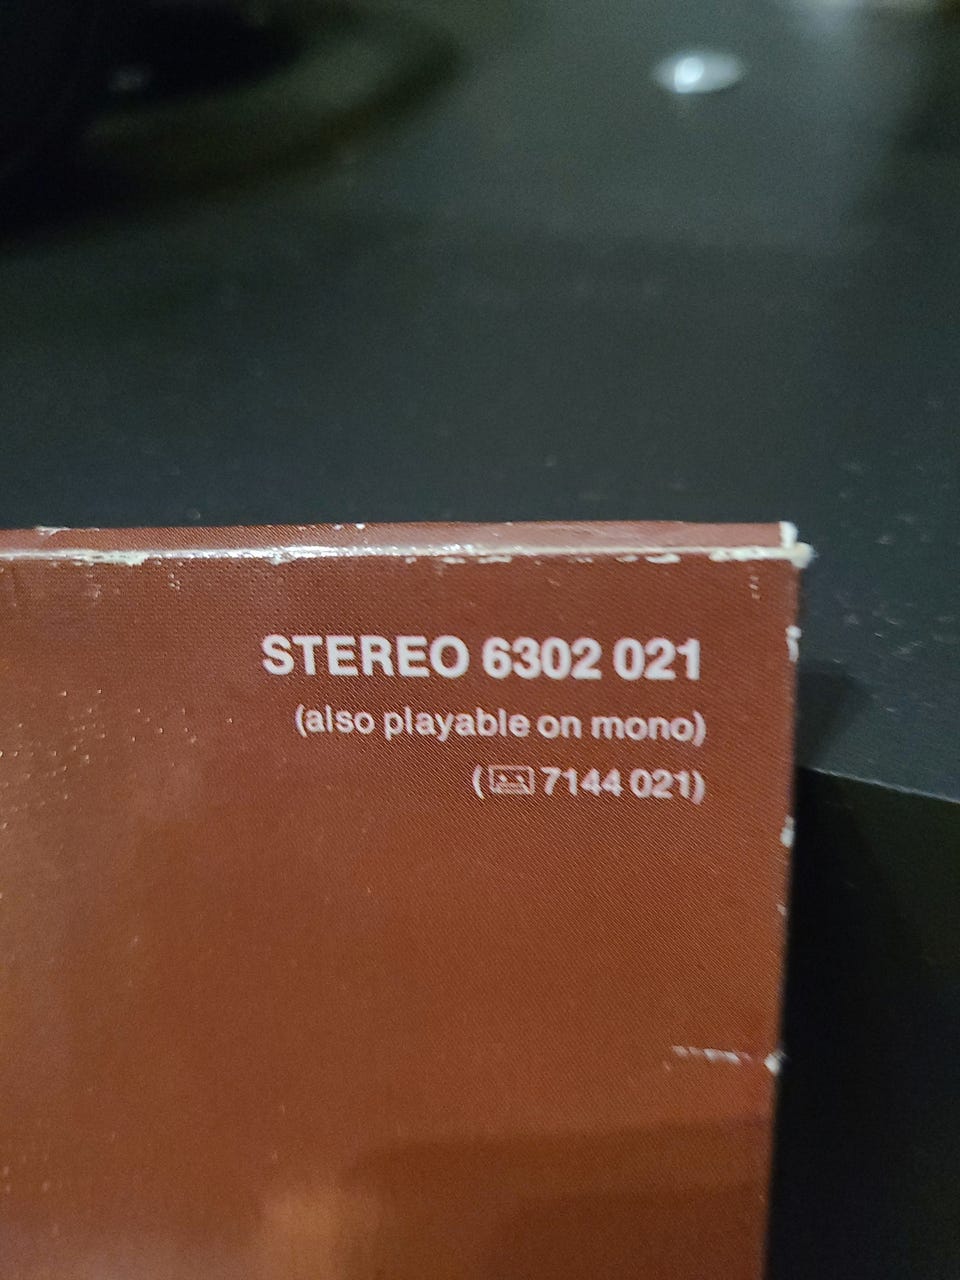 STEREO 6302 021
(also playable on mono)
(7144 021)